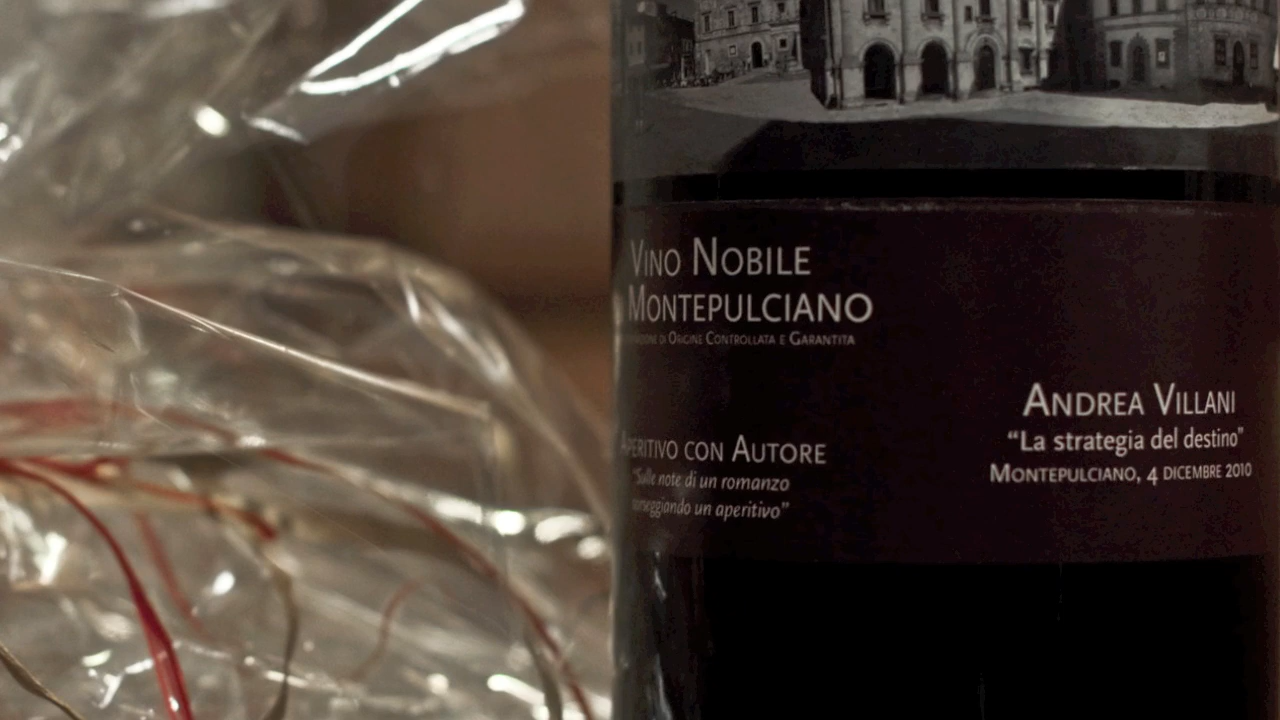 Vino Nobile
Montepulciano
di Origine Controllata e Garantita
Aperitivo con Autore
"Sulle note di un romanzo
sorseggiando un aperitivo"
Andrea Villani
"La strategia del destino"
Montepulciano, 4 dicembre 2010